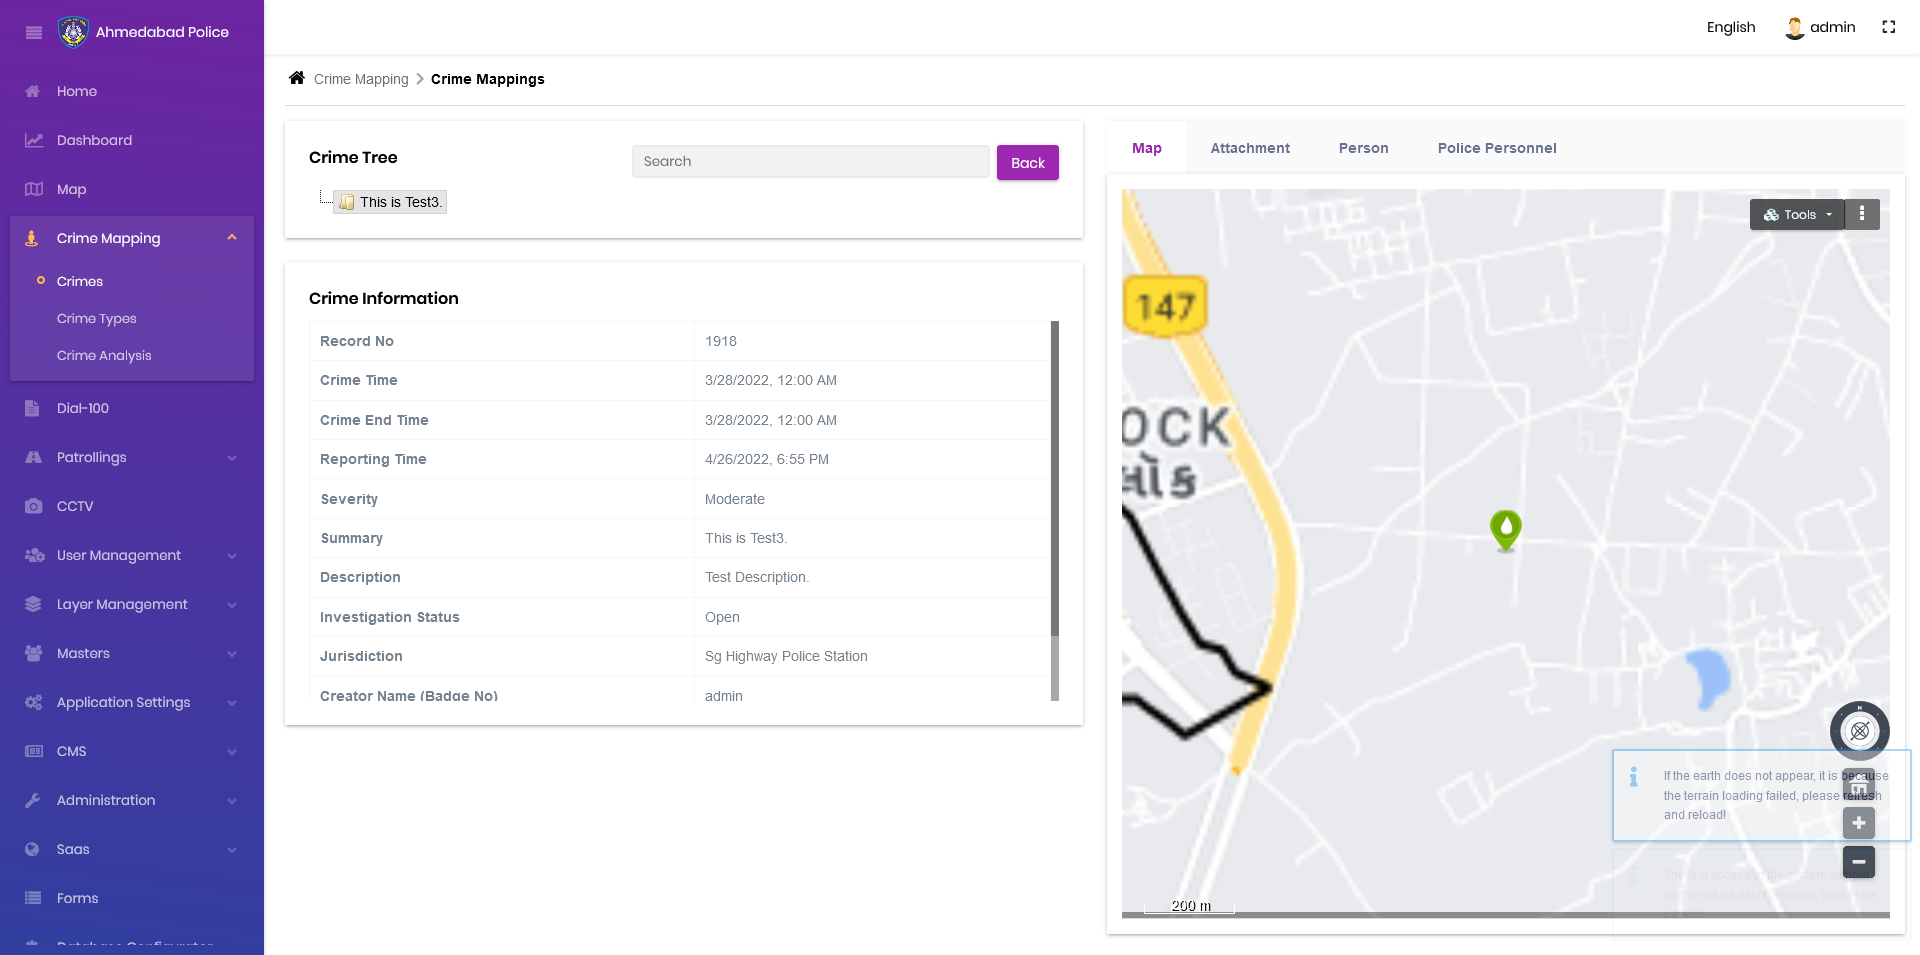 Ahmedabad Police
English
admin
Home
Dashboard
Map
Crime Mapping
Crimes
Crime Types
Crime Analysis
Dial-100
Patrollings
CCTV
User Management
Layer Management
Masters
Application Settings
CMS
Administration
Saas
Forms
Database Configurator
Crime Mapping
Crime Mappings
Crime Tree
Search
Back
This is Test3.
Crime Information
Record No 1918
Crime Time 3/28/2022, 12:00 AM
Crime End Time 3/28/2022, 12:00 AM
Reporting Time 4/26/2022, 6:55 PM
Severity Moderate
Summary This is Test3.
Description Test Description.
Investigation Status Open
Jurisdiction Sg Highway Police Station
Creator Name (Badge No) admin
Map Attachment Person Police Personnel
Tools
147
OCK
લોક
N
If the earth does not appear, it is because
the terrain loading failed, please refresh
and reload!
200 m